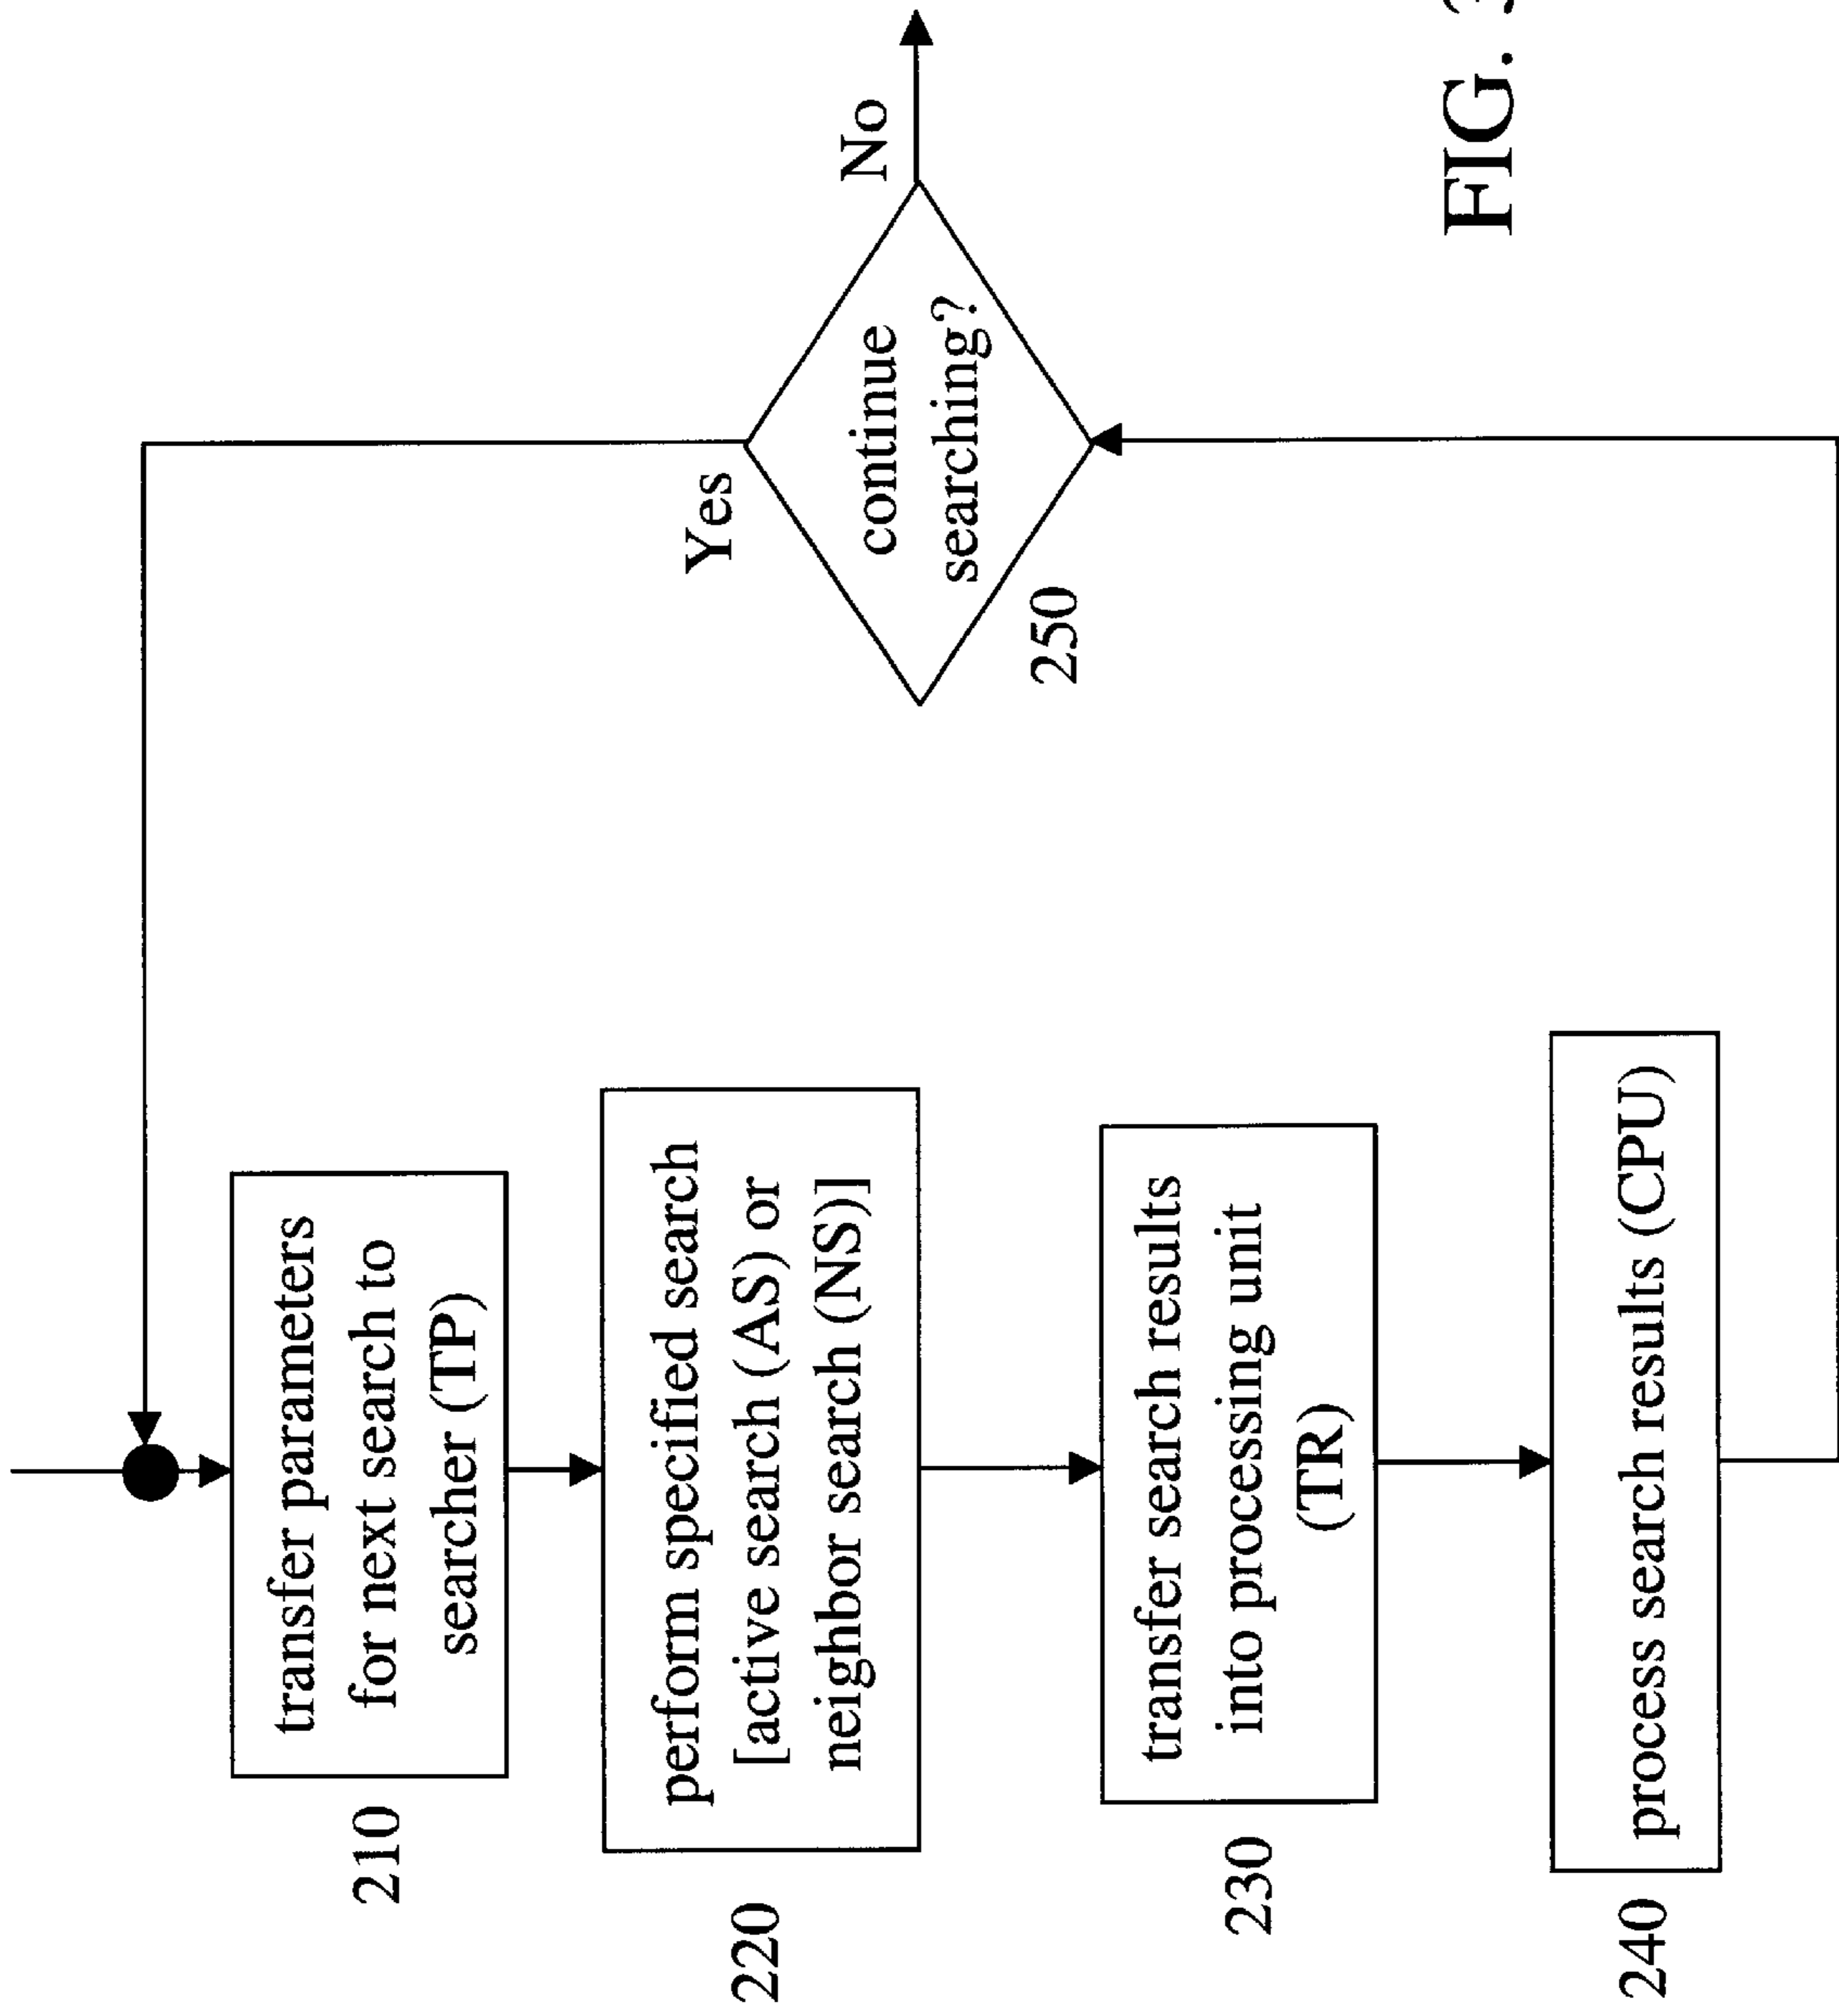 210
transfer parameters
for next search to
searcher (TP)
220
perform specified search
[active search (AS) or
neighbor search (NS)]
230
transfer search results
into processing unit
(TR)
240
process search results (CPU)
Yes
continue
searching?
No
250
FIG.